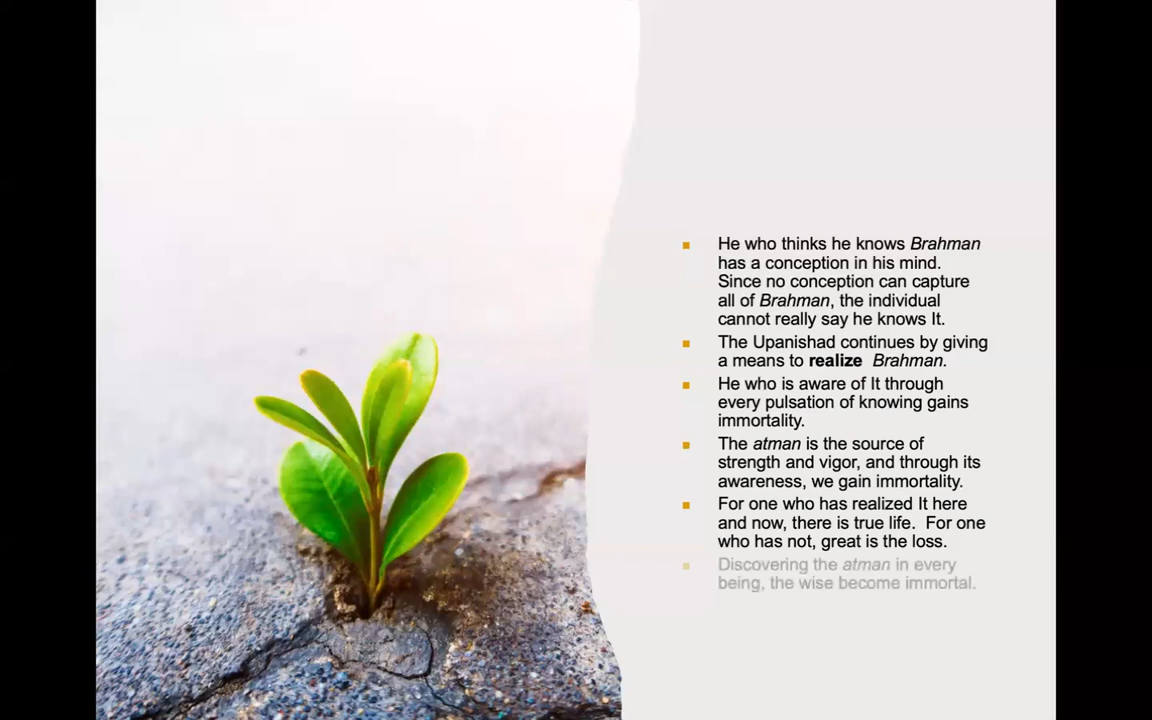 He who thinks he knows Brahman
has a conception in his mind.
Since no conception can capture
all of Brahman, the individual
cannot really say he knows It.
The Upanishad continues by giving
a means to realize Brahman.
He who is aware of It through
every pulsation of knowing gains
immortality.
The atman is the source of
strength and vigor, and through its
awareness, we gain immortality.
For one who has realized It here
and now, there is true life. For one
who has not, great is the loss.
Discovering the atman in every
being, the wise become immortal.